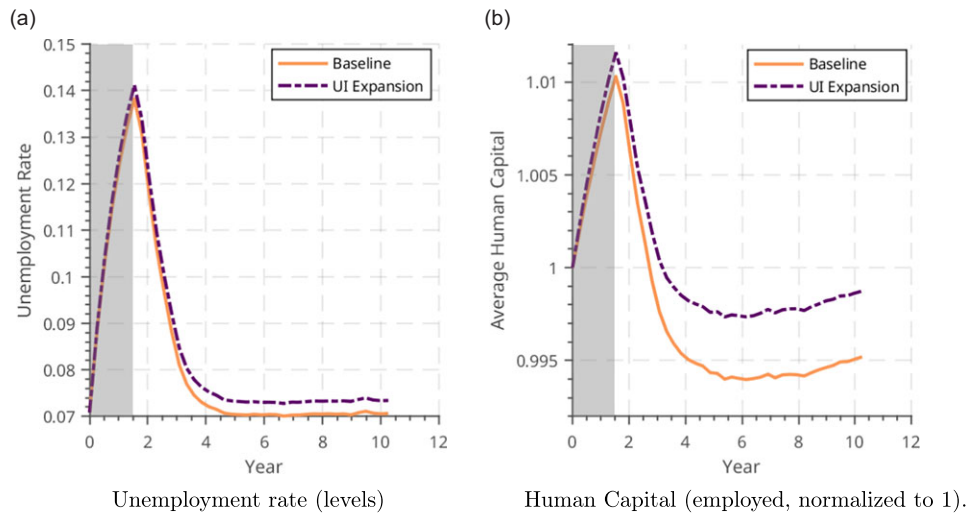 (a)
0.15
0.14
0.13
0.12
0.11
0.1
0.09
0.08
0.07
Unemployment Rate
Baseline
UI Expansion
0
2
4
6
8
10
12
Year
Unemployment rate (levels)
(b)
1.01
1.005
1
0.995
Average Human Capital
Baseline
UI Expansion
0
2
4
6
8
10
12
Year
Human Capital (employed, normalized to 1).